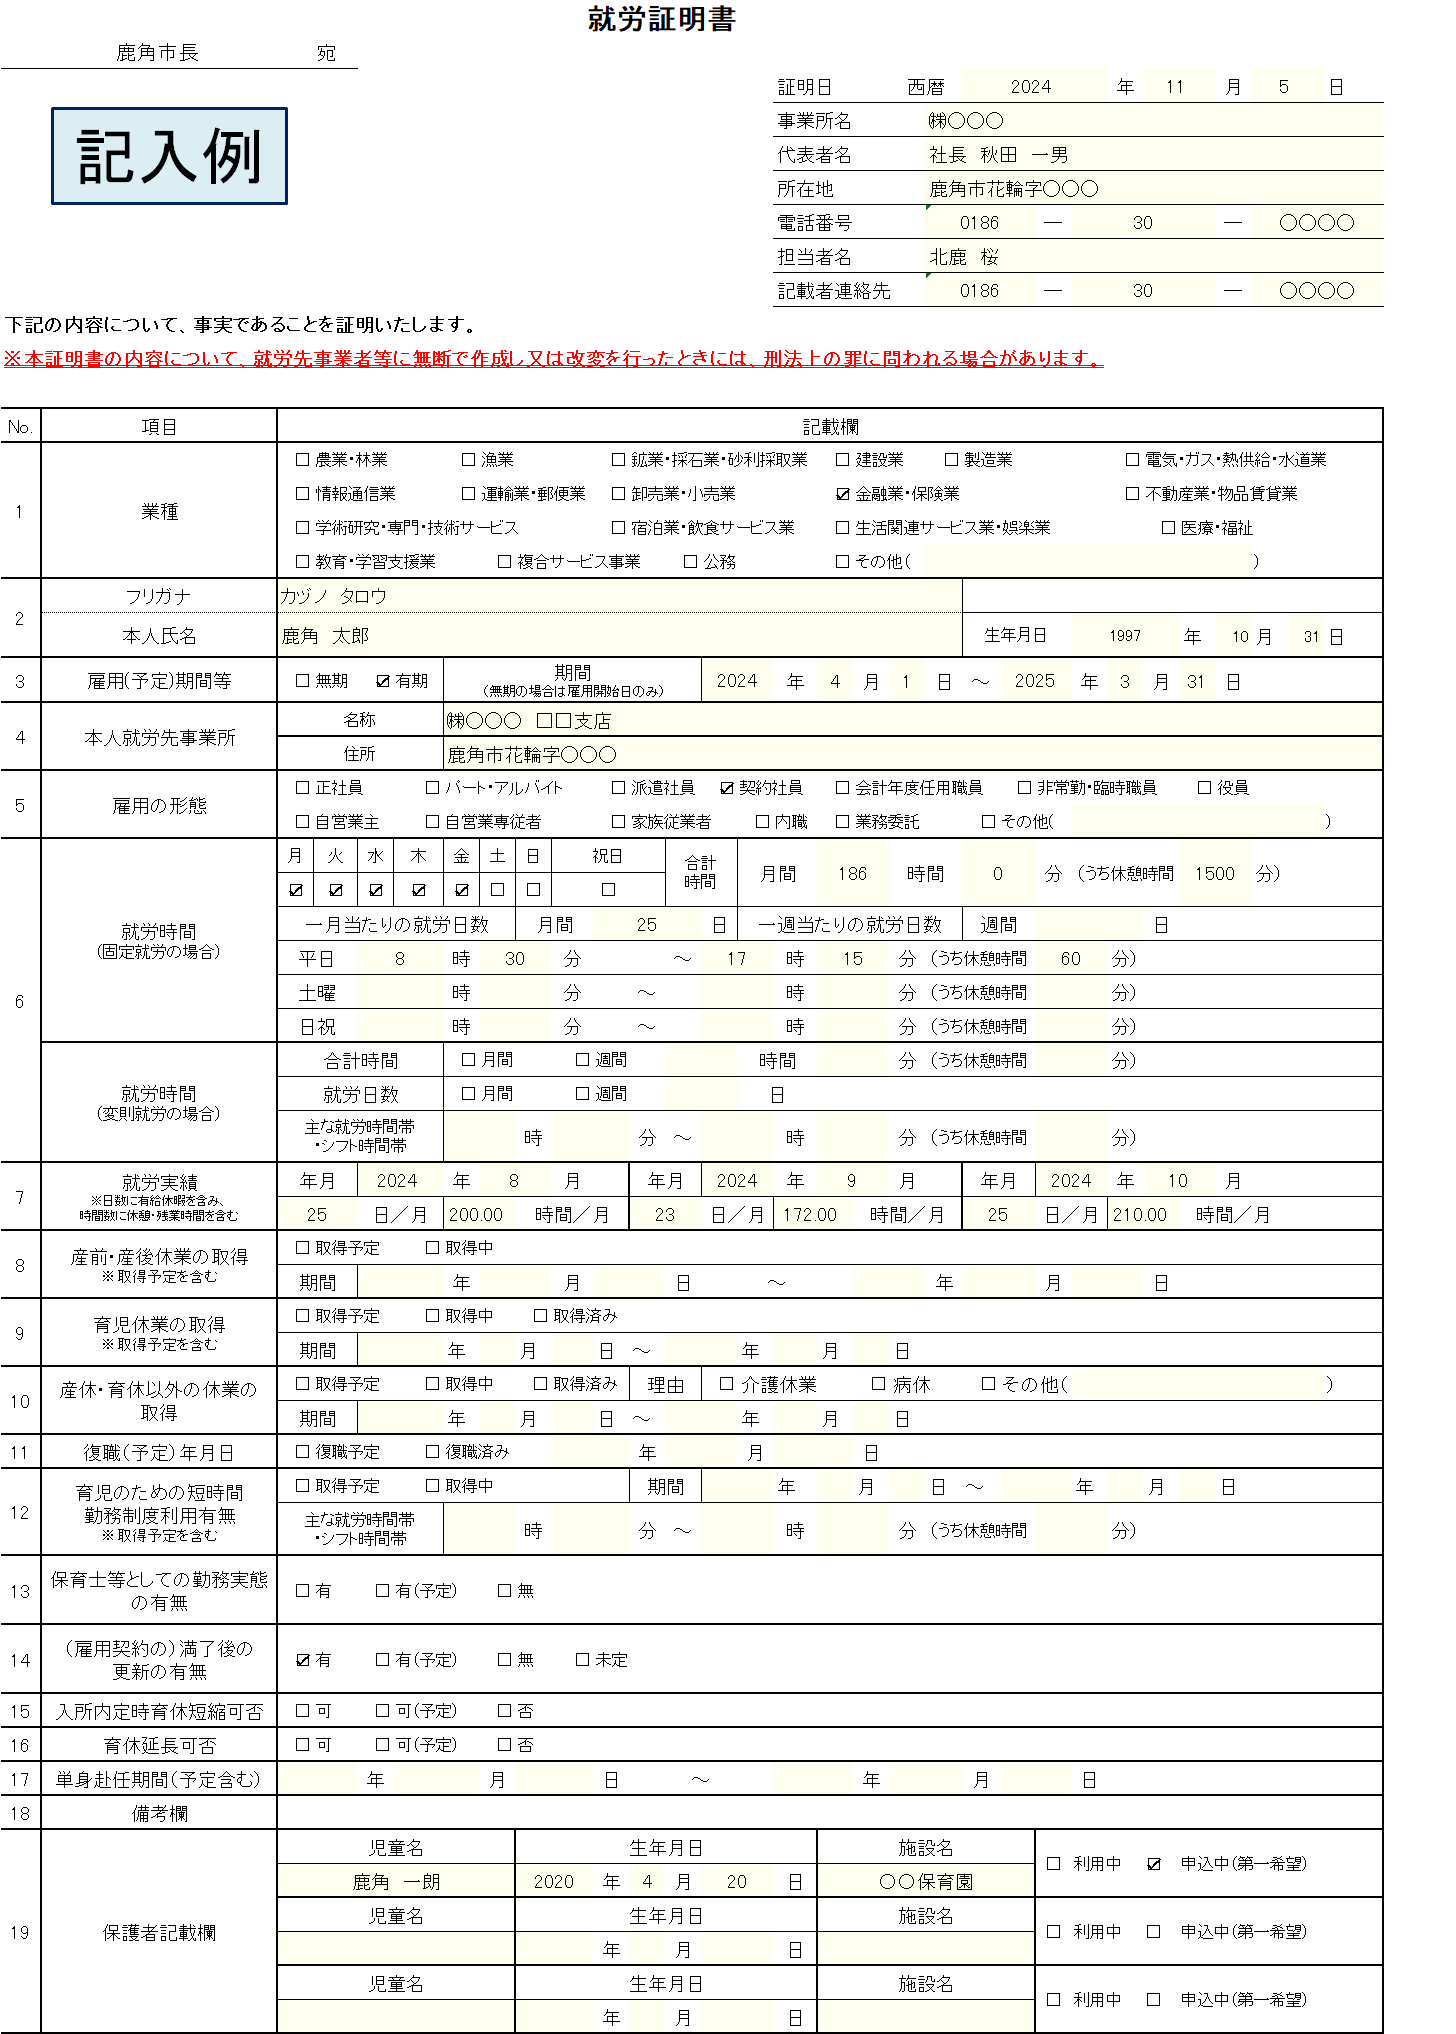 就労証明書
鹿角市長 宛
記入例
証明日 西暦 2024 年 11 月 5 日
事業所名 ㈱〇〇〇
代表者名 社長 秋田 一男
所在地 鹿角市花輪字〇〇〇
電話番号 0186 ― 30 ― 〇〇〇〇
担当者名 北鹿 桜
記載者連絡先 0186 ― 30 ― 〇〇〇〇
下記の内容について、事実であることを証明いたします。
※本証明書の内容について、就労先事業者等に無断で作成し又は改変を行ったときには、刑法上の罪に問われる場合があります。
No. 項目 記載欄
1 業種
□ 農業・林業 □ 漁業 □ 鉱業・採石業・砂利採取業 □ 建設業 □ 製造業 □ 電気・ガス・熱供給・水道業
□ 情報通信業 □ 運輸業・郵便業 □ 卸売業・小売業 ☑ 金融業・保険業 □ 不動産業・物品賃貸業
□ 学術研究・専門・技術サービス □ 宿泊業・飲食サービス業 □ 生活関連サービス業・娯楽業 □ 医療・福祉
□ 教育・学習支援業 □ 複合サービス事業 □ 公務 □ その他( )
2 フリガナ カヅノ タロウ
本人氏名 鹿角 太郎 生年月日 1997 年 10 月 31 日
3 雇用(予定)期間等 □ 無期 ☑ 有期 期間 2024 年 4 月 1 日 ～ 2025 年 3 月 31 日
(無期の場合は雇用開始日のみ)
4 本人就労先事業所 名称 ㈱〇〇〇 □□支店
住所 鹿角市花輪字〇〇〇
5 雇用の形態
□ 正社員 □ パート・アルバイト □ 派遣社員 ☑ 契約社員 □ 会計年度任用職員 □ 非常勤・臨時職員 □ 役員
□ 自営業主 □ 自営業専従者 □ 家族従業者 □ 内職 □ 業務委託 □ その他( )
6 就労時間
(固定就労の場合)
月 火 水 木 金 土 日 祝日 合計時間 月間 186 時間 0 分 (うち休憩時間 1500 分)
☑ ☑ ☑ ☑ ☑ □ □ □
一月当たりの就労日数 月間 25 日 一週当たりの就労日数 週間 日
平日 8 時 30 分 ～ 17 時 15 分 (うち休憩時間 60 分)
土曜 時 分 ～ 時 分 (うち休憩時間 分)
日祝 時 分 ～ 時 分 (うち休憩時間 分)
就労時間
(変則就労の場合)
合計時間 □ 月間 □ 週間 時間 分 (うち休憩時間 分)
就労日数 □ 月間 □ 週間 日
主な就労時間帯
・シフト時間帯 時 分 ～ 時 分 (うち休憩時間 分)
7 就労実績
※日数に有給休暇を含み、
時間数に休憩・残業時間を含む
年月 2024 年 8 月 年月 2024 年 9 月 年月 2024 年 10 月
25 日／月 200.00 時間／月 23 日／月 172.00 時間／月 25 日／月 210.00 時間／月
8 産前・産後休業の取得
※取得予定を含む
□ 取得予定 □ 取得中
期間 年 月 日 ～ 年 月 日
9 育児休業の取得
※取得予定を含む
□ 取得予定 □ 取得中 □ 取得済み
期間 年 月 日 ～ 年 月 日
10 産休・育休以外の休業の
取得
□ 取得予定 □ 取得中 □ 取得済み 理由 □ 介護休業 □ 病休 □ その他( )
期間 年 月 日 ～ 年 月 日
11 復職(予定)年月日 □ 復職予定 □ 復職済み 年 月 日
12 育児のための短時間
勤務制度利用有無
※取得予定を含む
□ 取得予定 □ 取得中 期間 年 月 日 ～ 年 月 日
主な就労時間帯
・シフト時間帯 時 分 ～ 時 分 (うち休憩時間 分)
13 保育士等としての勤務実態
の有無 □ 有 □ 有(予定) □ 無
14 (雇用契約の)満了後の
更新の有無 ☑ 有 □ 有(予定) □ 無 □ 未定
15 入所内定時育休短縮可否 □ 可 □ 可(予定) □ 否
16 育休延長可否 □ 可 □ 可(予定) □ 否
17 単身赴任期間(予定含む) 年 月 日 ～ 年 月 日
18 備考欄
19 保護者記載欄
児童名 生年月日 施設名 □ 利用中 ☑ 申込中(第一希望)
鹿角 一朗 2020 年 4 月 20 日 〇〇保育園
児童名 生年月日 施設名 □ 利用中 □ 申込中(第一希望)
年 月 日
児童名 生年月日 施設名 □ 利用中 □ 申込中(第一希望)
年 月 日